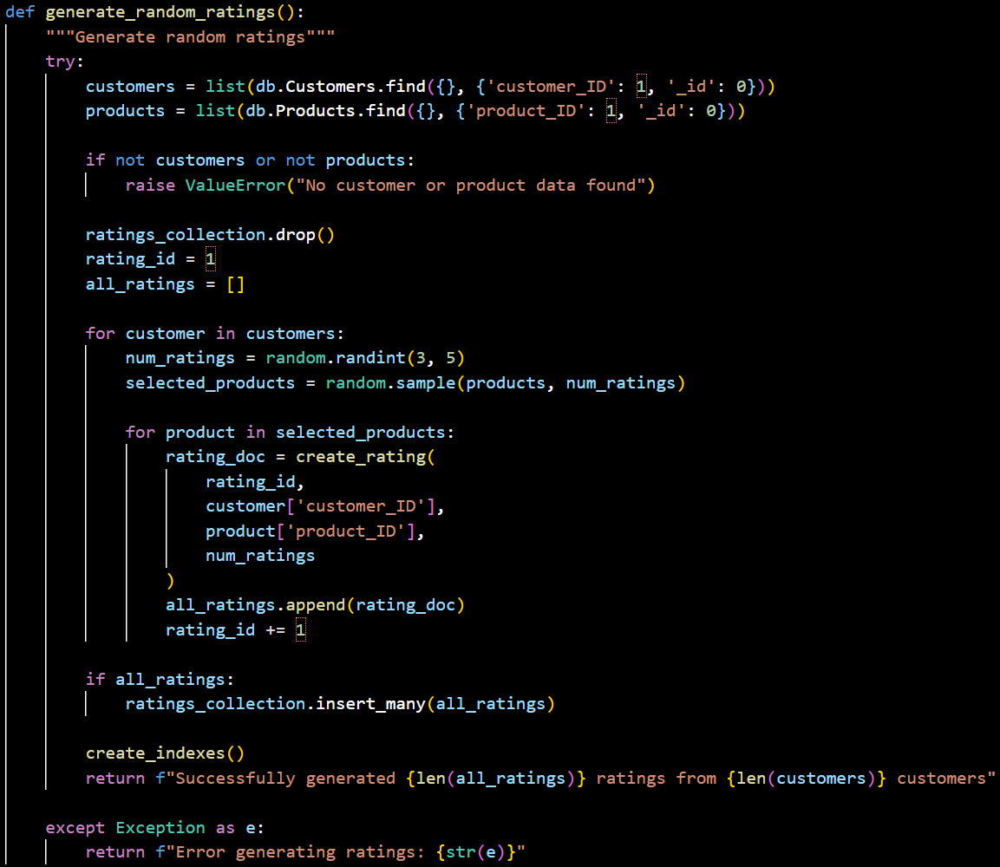 def generate_random_ratings():
    """Generate random ratings"""
    try:
        customers = list(db.Customers.find({}, {'customer_ID': 1, '_id': 0}))
        products = list(db.Products.find({}, {'product_ID': 1, '_id': 0}))

        if not customers or not products:
            raise ValueError("No customer or product data found")

        ratings_collection.drop()
        rating_id = 1
        all_ratings = []

        for customer in customers:
            num_ratings = random.randint(3, 5)
            selected_products = random.sample(products, num_ratings)

            for product in selected_products:
                rating_doc = create_rating(
                    rating_id,
                    customer['customer_ID'],
                    product['product_ID'],
                    num_ratings
                )
                all_ratings.append(rating_doc)
                rating_id += 1

        if all_ratings:
            ratings_collection.insert_many(all_ratings)

        create_indexes()
        return f"Successfully generated {len(all_ratings)} ratings from {len(customers)} customers"

    except Exception as e:
        return f"Error generating ratings: {str(e)}"